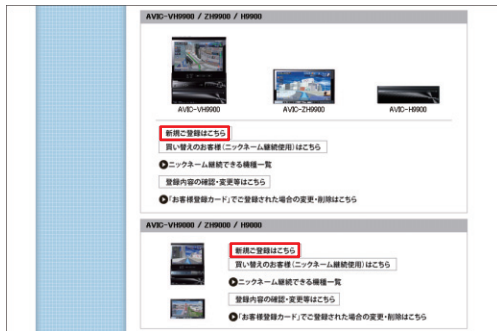 AVIC-VH9900 / ZH9900 / H9900
AVIC-VH9900 AVIC-ZH9900 AVIC-H9900
新規ご登録はこちら
買い替えのお客様(ニックネーム継続使用)はこちら
ニックネーム継続できる機種一覧
登録内容の確認・変更等はこちら
「お客様登録カード」でご登録された場合の変更・削除はこちら
AVIC-VH9900 / ZH9900 / H9900
新規ご登録はこちら
買い替えのお客様(ニックネーム継続使用)はこちら
ニックネーム継続できる機種一覧
登録内容の確認・変更等はこちら
「お客様登録カード」でご登録された場合の変更・削除はこちら